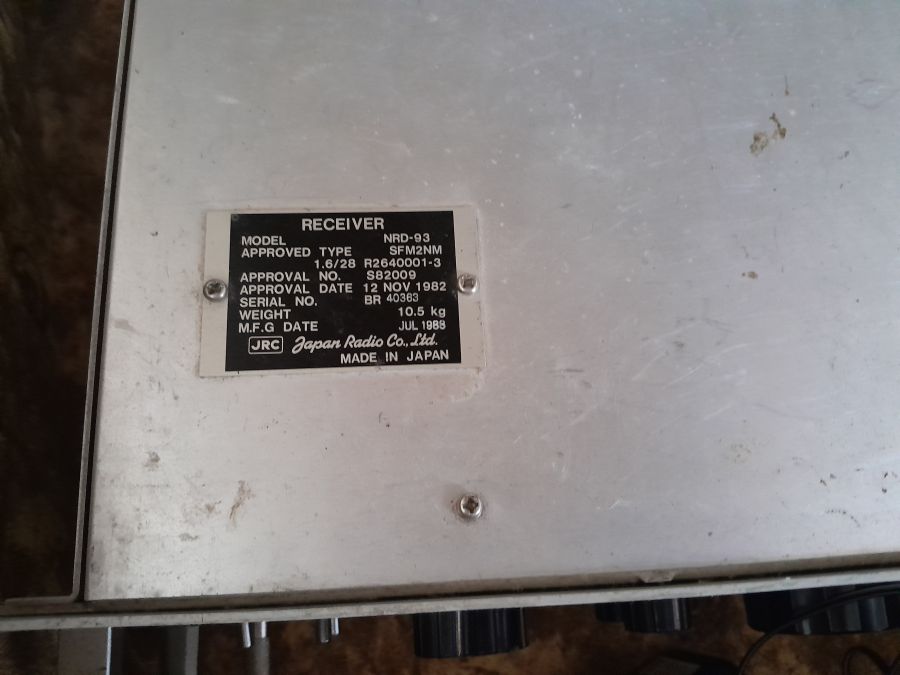 RECEIVER
MODEL NRD-93
APPROVED TYPE SFM2NM
1.6/28 R2640001-3
APPROVAL NO. S82009
APPROVAL DATE 12 NOV 1982
SERIAL NO. BR 40363
WEIGHT 10.5 kg
M.F.G DATE JUL 1988
JRC Japan Radio Co., Ltd.
MADE IN JAPAN